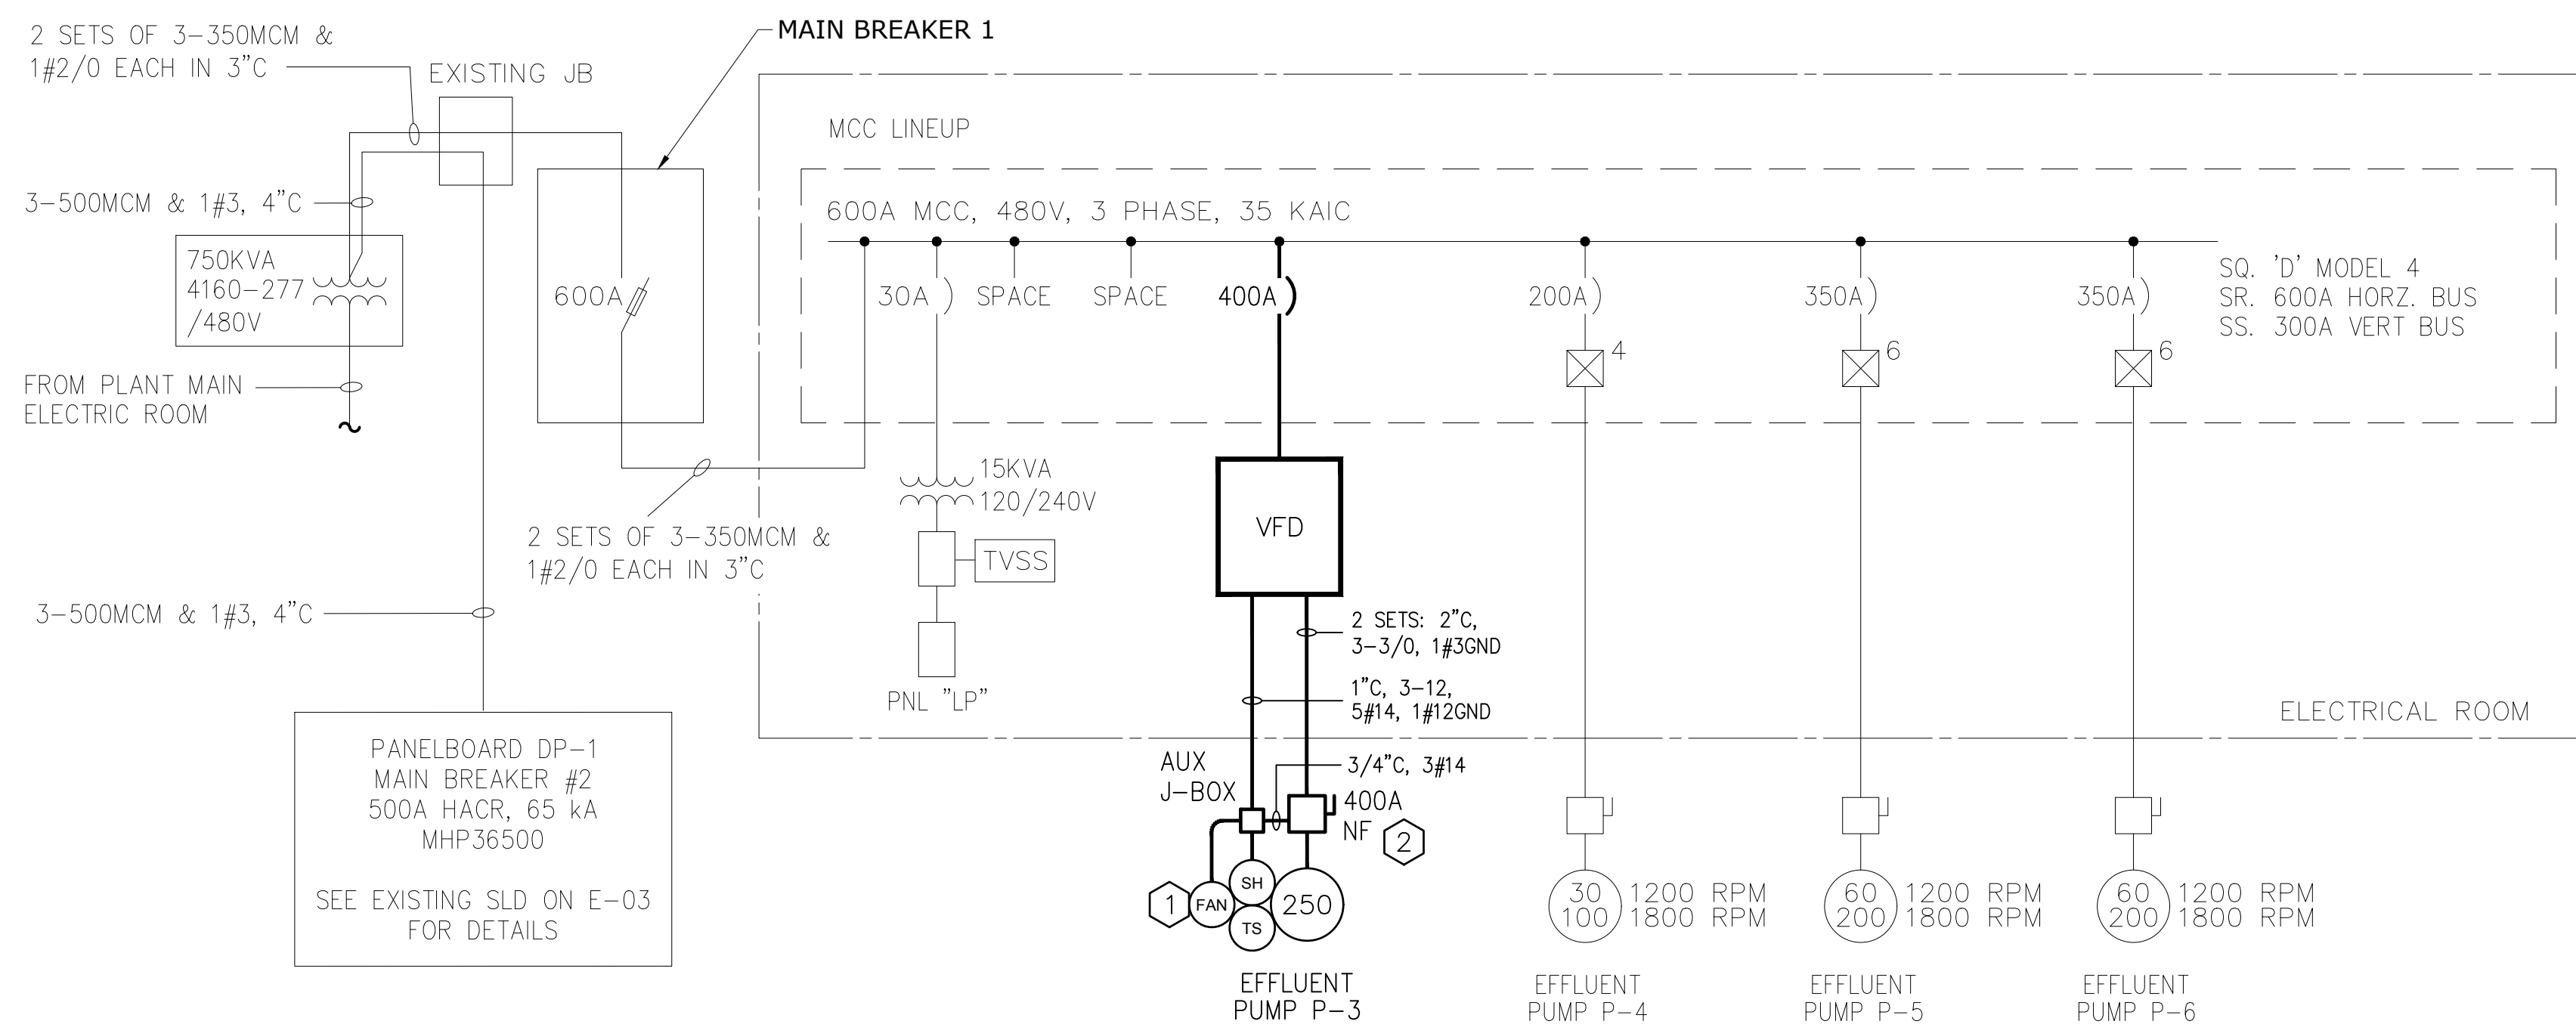 2 SETS OF 3-350MCM &
1#2/0 EACH IN 3"C
EXISTING JB
MAIN BREAKER 1
3-500MCM & 1#3, 4"C
750KVA
4160-277
/480V
FROM PLANT MAIN
ELECTRIC ROOM
600A
2 SETS OF 3-350MCM &
1#2/0 EACH IN 3"C
3-500MCM & 1#3, 4"C
PANELBOARD DP-1
MAIN BREAKER #2
500A HACR, 65 kA
MHP36500
SEE EXISTING SLD ON E-03
FOR DETAILS
MCC LINEUP
600A MCC, 480V, 3 PHASE, 35 KAIC
30A
SPACE
SPACE
400A
200A
350A
350A
SQ. 'D' MODEL 4
SR. 600A HORZ. BUS
SS. 300A VERT BUS
4
6
6
15KVA
120/240V
TVSS
PNL "LP"
VFD
2 SETS: 2"C,
3-3/0, 1#3GND
1"C, 3-12,
5#14, 1#12GND
ELECTRICAL ROOM
AUX
J-BOX
3/4"C, 3#14
400A
NF
2
1
FAN
SH
TS
250
EFFLUENT
PUMP P-3
30
100
1200 RPM
1800 RPM
EFFLUENT
PUMP P-4
60
200
1200 RPM
1800 RPM
EFFLUENT
PUMP P-5
60
200
1200 RPM
1800 RPM
EFFLUENT
PUMP P-6